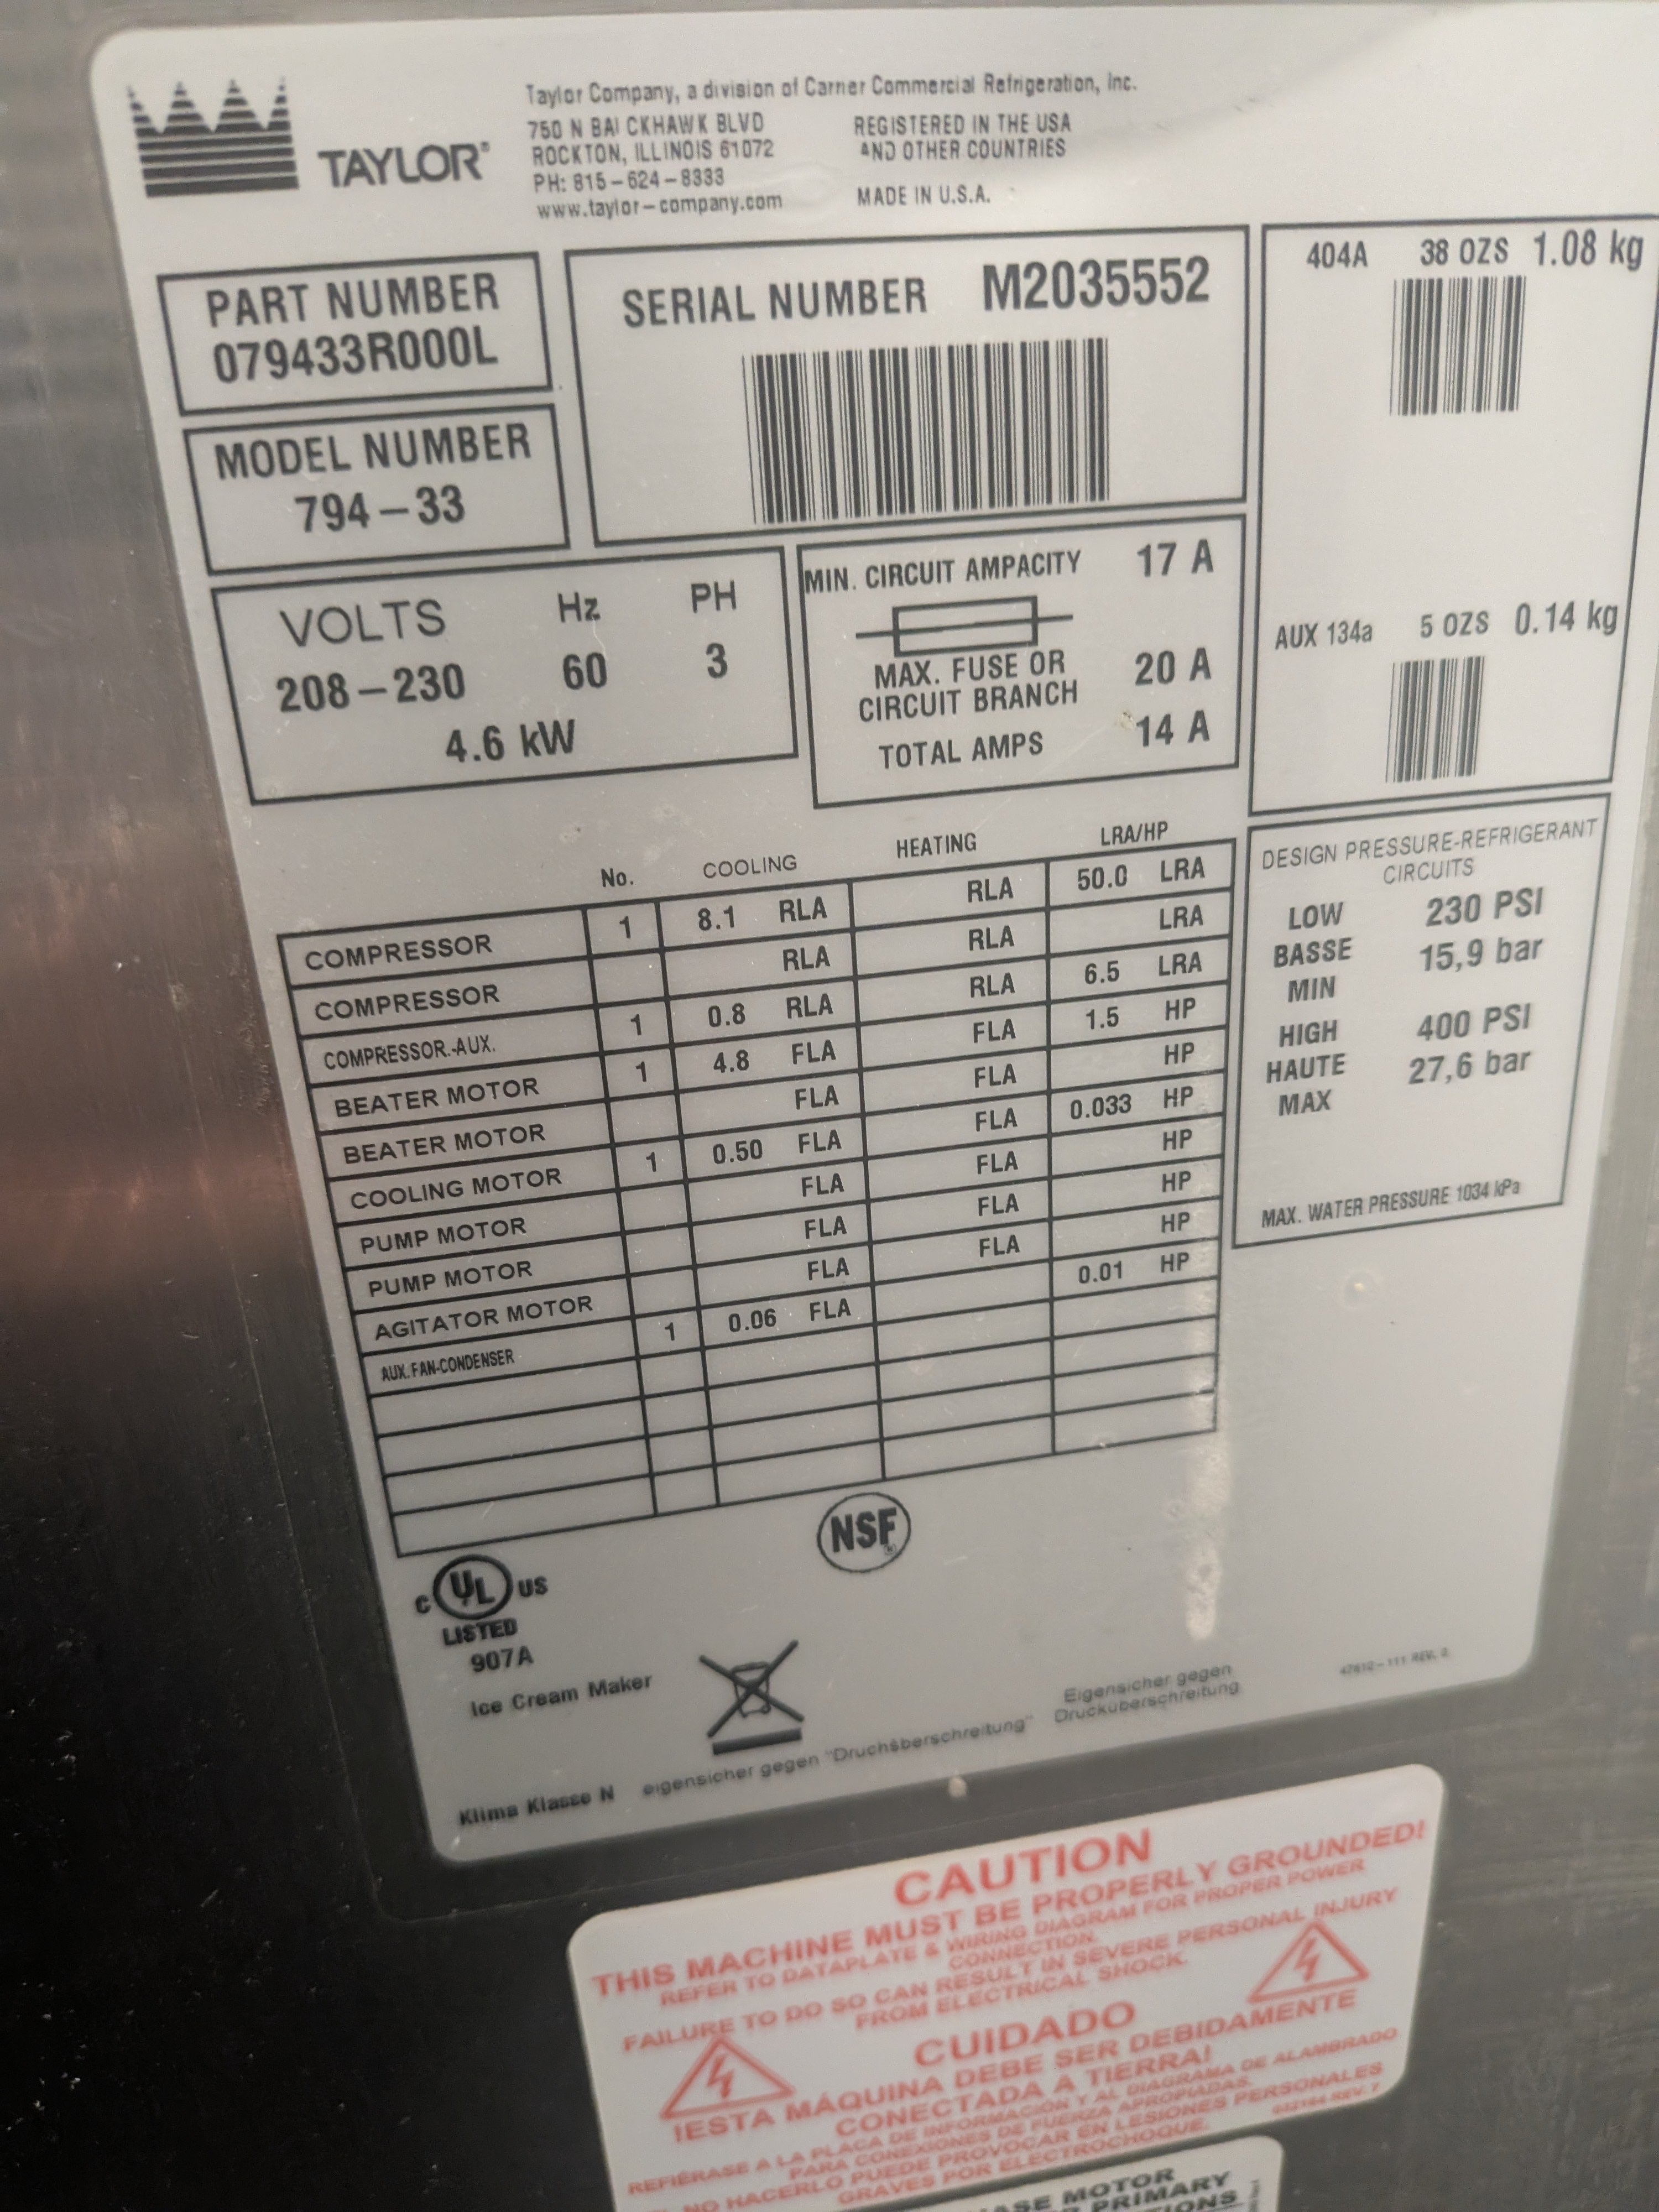 TAYLOR®
Taylor Company, a division of Carrier Commercial Refrigeration, Inc.
750 N BAI CKHAWK BLVD
ROCKTON, ILLINOIS 61072
PH: 815-624-8333
www.taylor-company.com
REGISTERED IN THE USA
AND OTHER COUNTRIES
MADE IN U.S.A.
PART NUMBER
079433R000L
SERIAL NUMBER M2035552
404A 38 OZS 1.08 kg
MODEL NUMBER
794-33
VOLTS Hz PH
208-230 60 3
4.6 kW
MIN. CIRCUIT AMPACITY 17 A
MAX. FUSE OR
CIRCUIT BRANCH 20 A
TOTAL AMPS 14 A
AUX 134a 5 OZS 0.14 kg
No. COOLING HEATING LRA/HP
COMPRESSOR 1 8.1 RLA RLA 50.0 LRA
COMPRESSOR RLA RLA LRA
COMPRESSOR.-AUX. 1 0.8 RLA RLA 6.5 LRA
BEATER MOTOR 1 4.8 FLA FLA 1.5 HP
BEATER MOTOR FLA FLA HP
COOLING MOTOR 1 0.50 FLA FLA 0.033 HP
PUMP MOTOR FLA FLA HP
PUMP MOTOR FLA FLA HP
AGITATOR MOTOR FLA FLA HP
AUX. FAN-CONDENSER 1 0.06 FLA 0.01 HP
DESIGN PRESSURE-REFRIGERANT
CIRCUITS
LOW 230 PSI
BASSE 15,9 bar
MIN
HIGH 400 PSI
HAUTE 27,6 bar
MAX
MAX. WATER PRESSURE 1034 kPa
NSF
C UL US
LISTED
907A
Ice Cream Maker
Klima Klasse N eigensicher gegen "Druchsberschreitung"
Eigensicher gegen
Drucküberschreitung
CAUTION
THIS MACHINE MUST BE PROPERLY GROUNDED!
REFER TO DATAPLATE & WIRING DIAGRAM FOR PROPER POWER
CONNECTION.
FAILURE TO DO SO CAN RESULT IN SEVERE PERSONAL INJURY
FROM ELECTRICAL SHOCK.
CUIDADO
¡ESTA MÁQUINA DEBE SER DEBIDAMENTE
CONECTADA A TIERRA!
REFIÉRASE A LA PLACA DE INFORMACIÓN Y AL DIAGRAMA DE ALAMBRADO
PARA CONEXIONES DE FUERZA APROPIADAS.
EL NO HACERLO PUEDE PROVOCAR EN LESIONES PERSONALES
GRAVES POR ELECTROCHOQUE.
MOTOR
PRIMARY